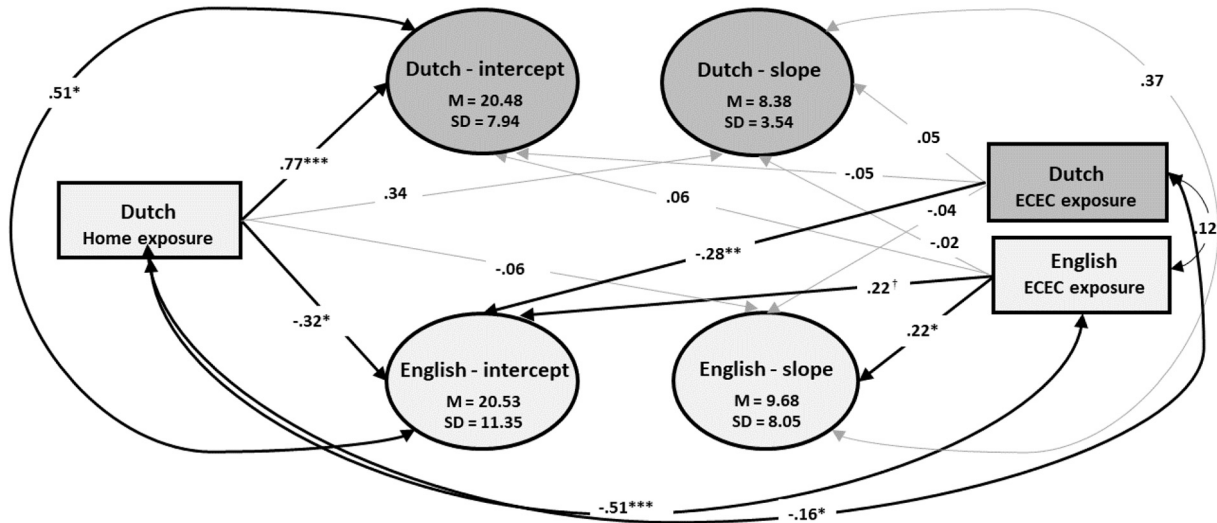 Dutch - intercept
M = 20.48
SD = 7.94
Dutch - slope
M = 8.38
SD = 3.54
.51*
.37
.77***
.05
.34
-.05
.06
Dutch
Home exposure
Dutch
ECEC exposure
-.04
-.02
.12
-.28**
English
ECEC exposure
-.06
.22†
.22*
-.32*
English - intercept
M = 20.53
SD = 11.35
English - slope
M = 9.68
SD = 8.05
-.51***
-.16*